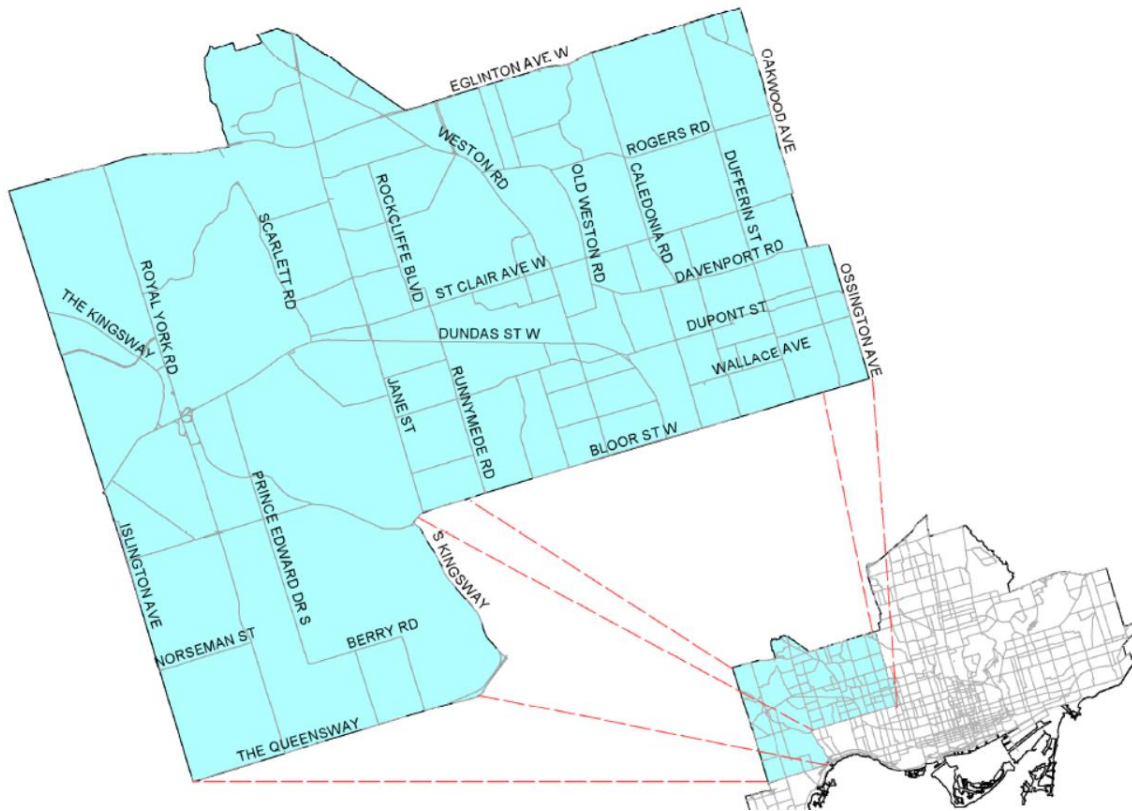 EGLINTON AVE W
OAKWOOD AVE
WESTON RD
ROGERS RD
OLD WESTON RD
CALEDONIA RD
DUFFERIN ST
ROCKCLIFFE BLVD
SCARLETT RD
ROYAL YORK RD
THE KINGSWAY
ST CLAIR AVE W
DAVENPORT RD
OSSINGTON AVE
DUNDAS ST W
DUPONT ST
WALLACE AVE
JANE ST
RUNNYMEDE RD
BLOOR ST W
PRINCE EDWARD DR S
ISLINGTON AVE
S KINGSWAY
NORSEMAN ST
BERRY RD
THE QUEENSWAY